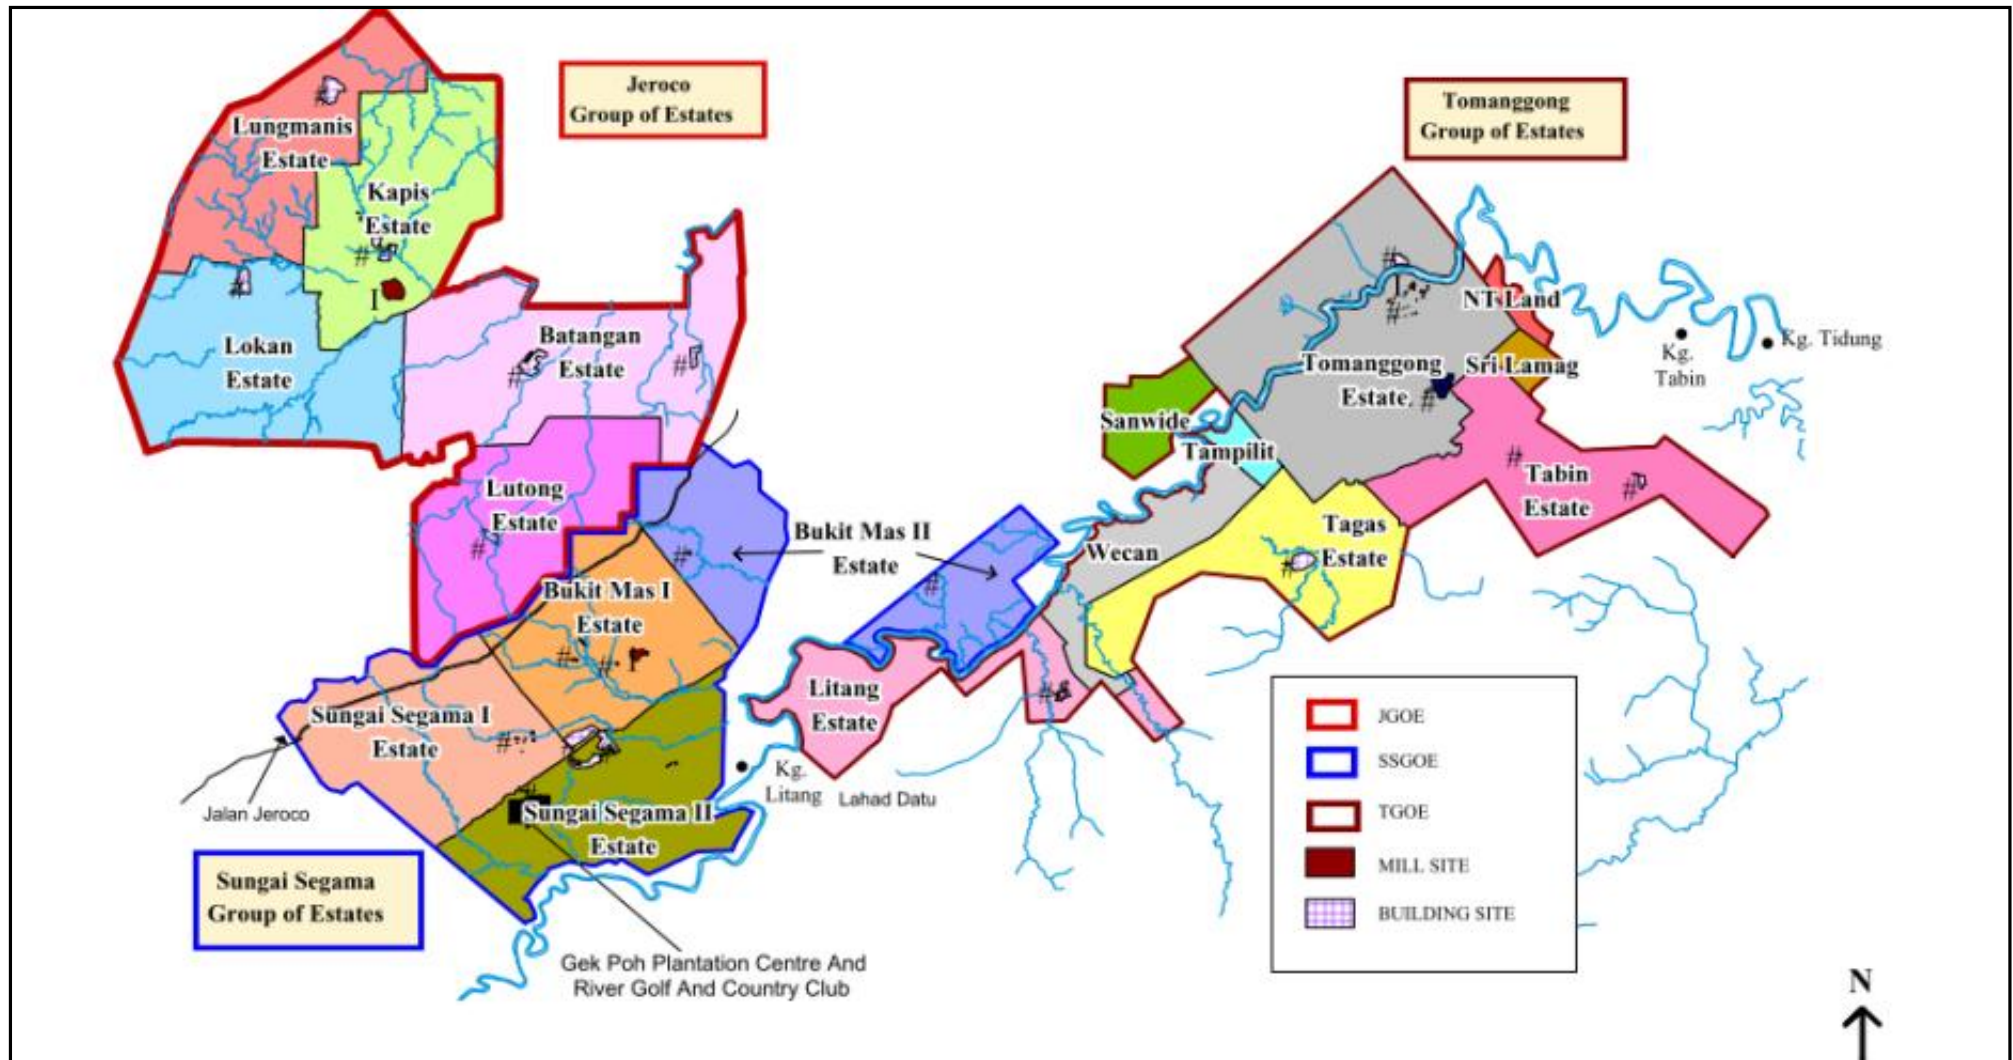 Jeroco
Group of Estates
Tomanggong
Group of Estates
Lungmanis
Estate
Kapis
Estate
Lokan
Estate
Batangan
Estate
Lutong
Estate
Bukit Mas II
Estate
Bukit Mas I
Estate
Sungai Segama I
Estate
Sungai Segama II
Estate
Jalan Jeroco
Sungai Segama
Group of Estates
Gek Poh Plantation Centre And
River Golf And Country Club
Kg.
Litang
Lahad Datu
Litang
Estate
Wecan
Sanwide
Tampilit
Tomanggong
Estate
NT Land
Sri Lamag
Kg.
Tabin
Kg. Tidung
Tabin
Estate
Tagas
Estate
JGOE
SSGOE
TGOE
MILL SITE
BUILDING SITE
N